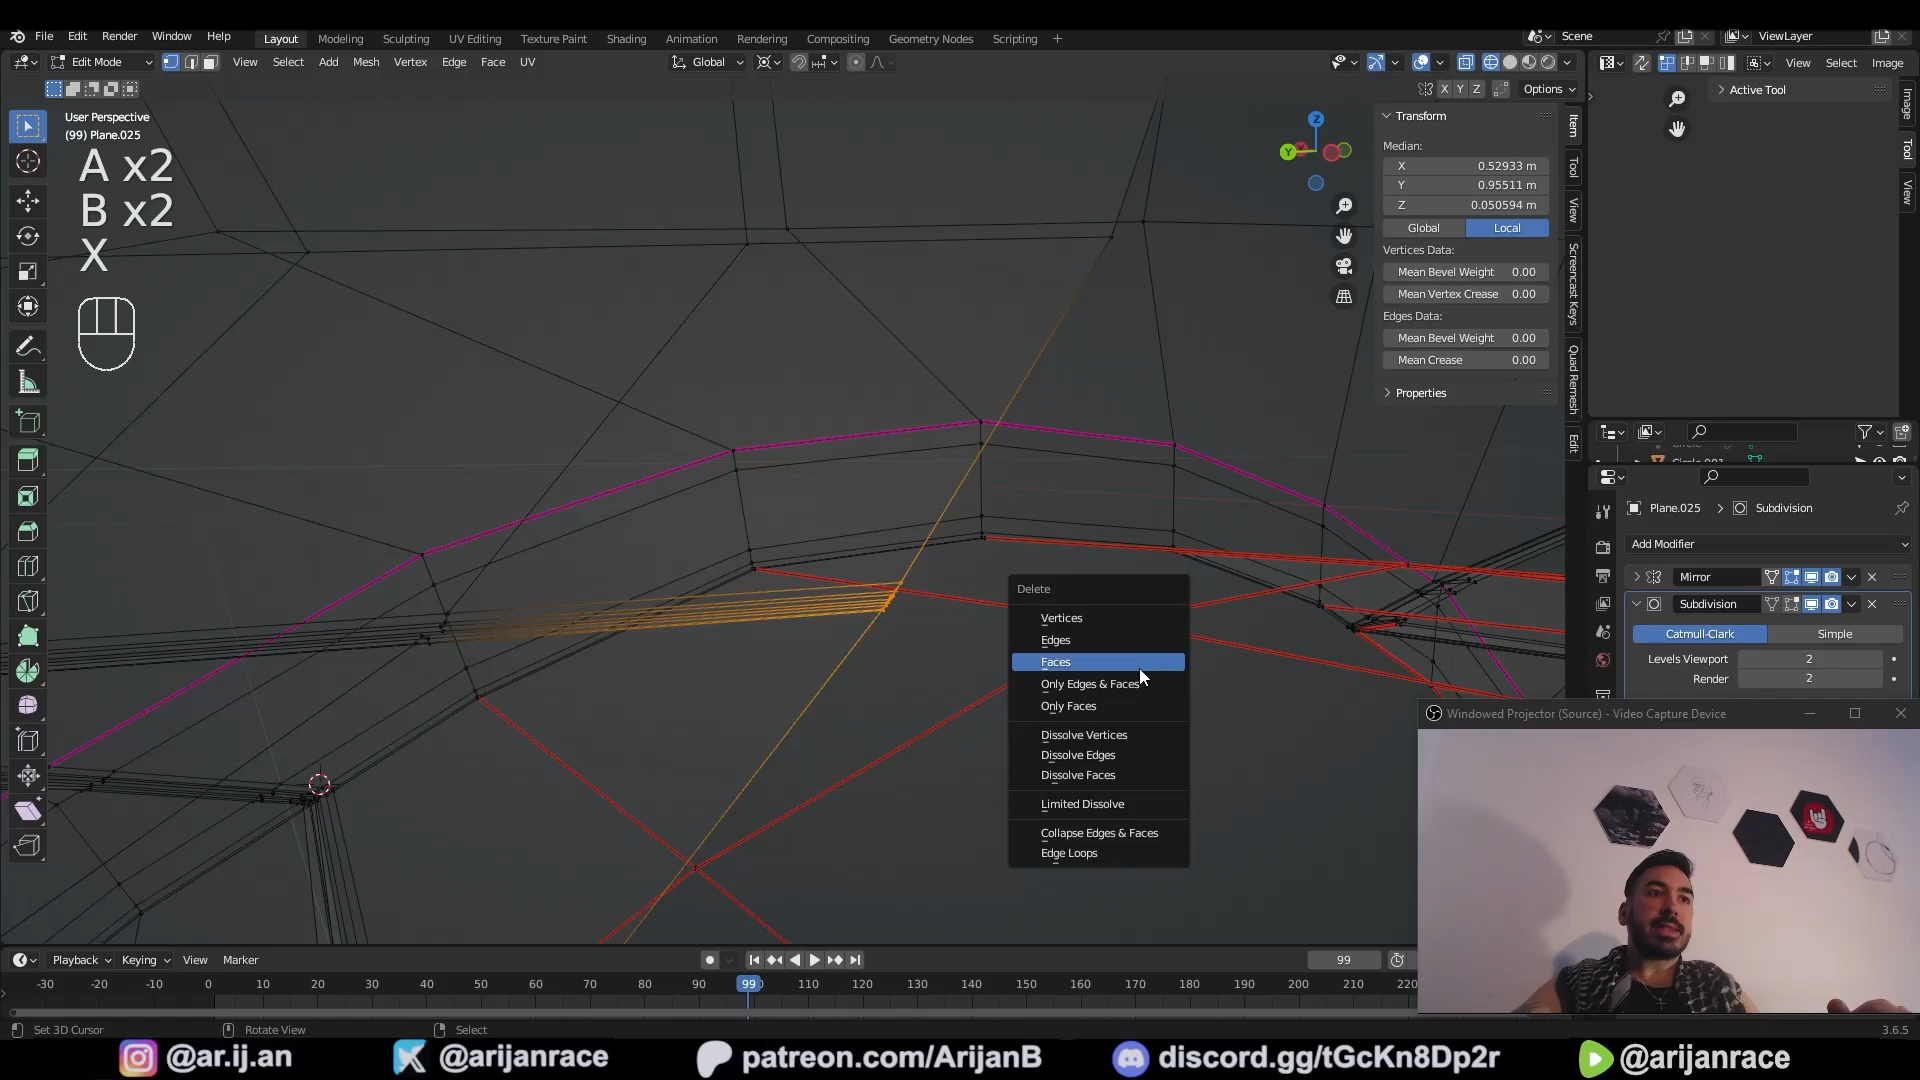 File Edit Render Window Help Layout Modeling Sculpting UV Editing Texture Paint Shading Animation Rendering Compositing Geometry Nodes Scripting + Scene ViewLayer
Edit Mode View Select Add Mesh Vertex Edge Face UV Global View Select Image
X Y Z Options
User Perspective
(99) Plane.025
A x2
B x2
X
Z
Y
Transform
Median:
X 0.52933 m
Y 0.95511 m
Z 0.050594 m
Global Local
Vertices Data:
Mean Bevel Weight 0.00
Mean Vertex Crease 0.00
Edges Data:
Mean Bevel Weight 0.00
Mean Crease 0.00
Properties
Item
Tool
View
Screencast Keys
Quad Remesh
Edit
Active Tool
Image
Tool
View
Plane.025 Subdivision
Add Modifier
Mirror
Subdivision
Catmull-Clark Simple
Levels Viewport 2
Render 2
Delete
Vertices
Edges
Faces
Only Edges & Faces
Only Faces
Dissolve Vertices
Dissolve Edges
Dissolve Faces
Limited Dissolve
Collapse Edges & Faces
Edge Loops
Windowed Projector (Source) - Video Capture Device
Playback Keying View Marker 99
-30 -20 -10 0 10 20 30 40 50 60 70 80 90 99 110 120 130 140 150 160 170 180 190 200 210 220
Set 3D Cursor Rotate View Select 3.6.5
@ar.ij.an @arijanrace patreon.com/ArijanB discord.gg/tGcKn8Dp2r @arijanrace